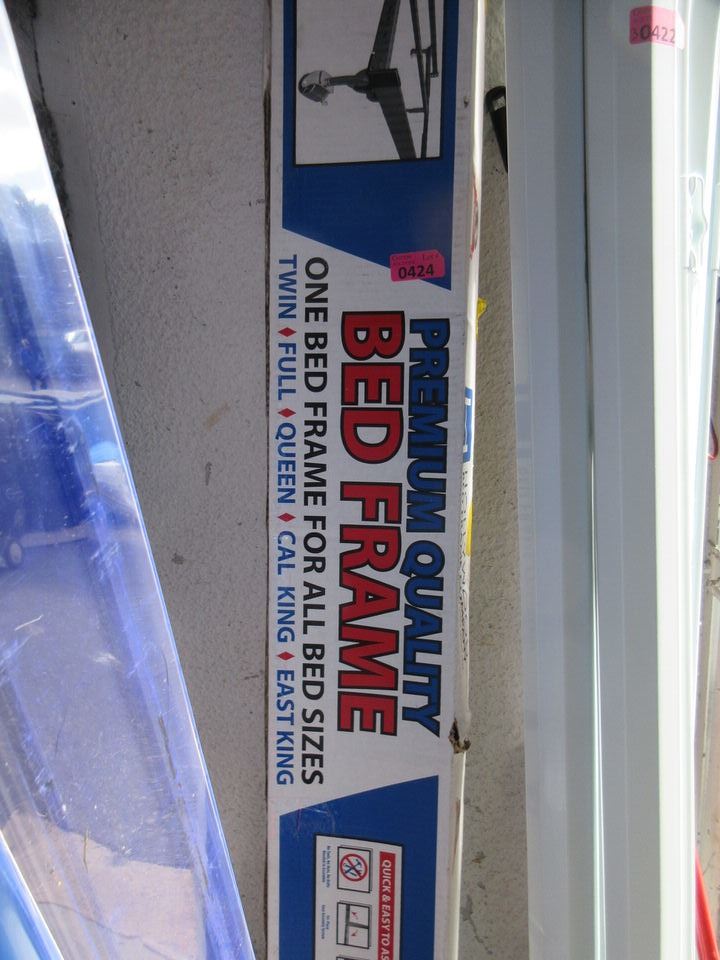 PREMIUM QUALITY
BED FRAME
ONE BED FRAME FOR ALL BED SIZES
TWIN ♦ FULL ♦ QUEEN ♦ CAL KING ♦ EAST KING
Lot #
0424
0422
QUICK & EASY TO AS